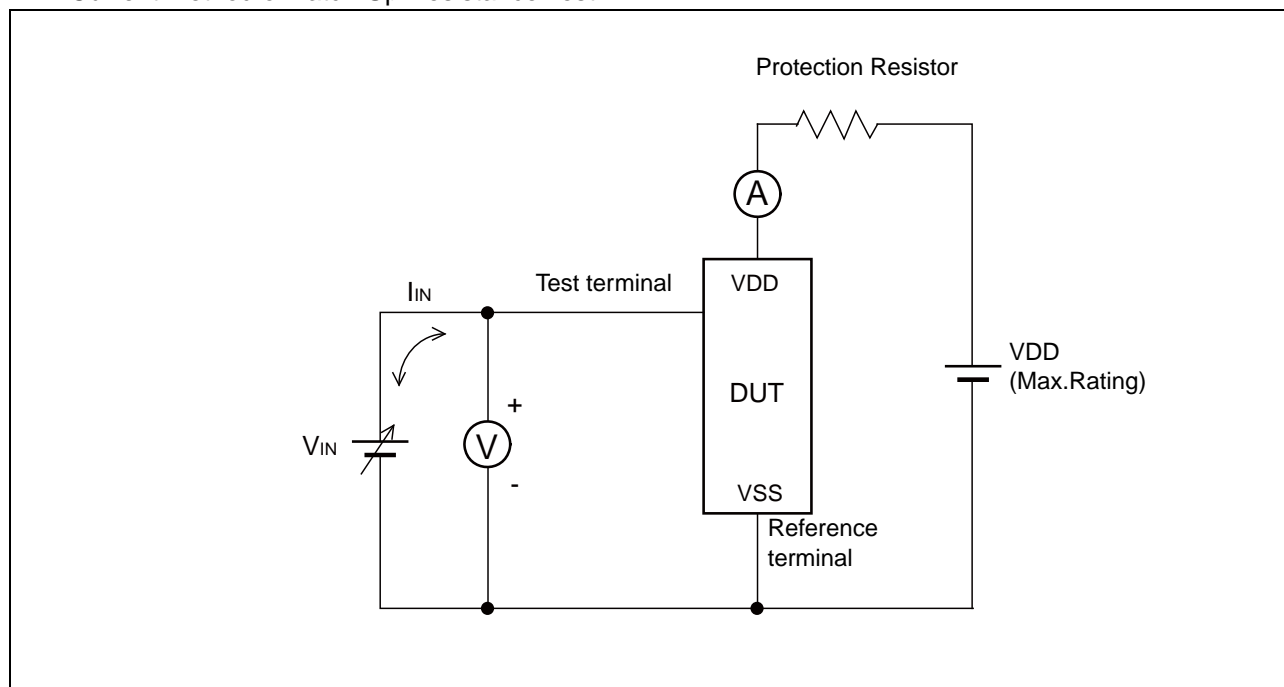 Protection Resistor
A
IIN
Test terminal
VDD
VDD
(Max.Rating)
DUT
+
VIN
V
-
VSS
Reference
terminal